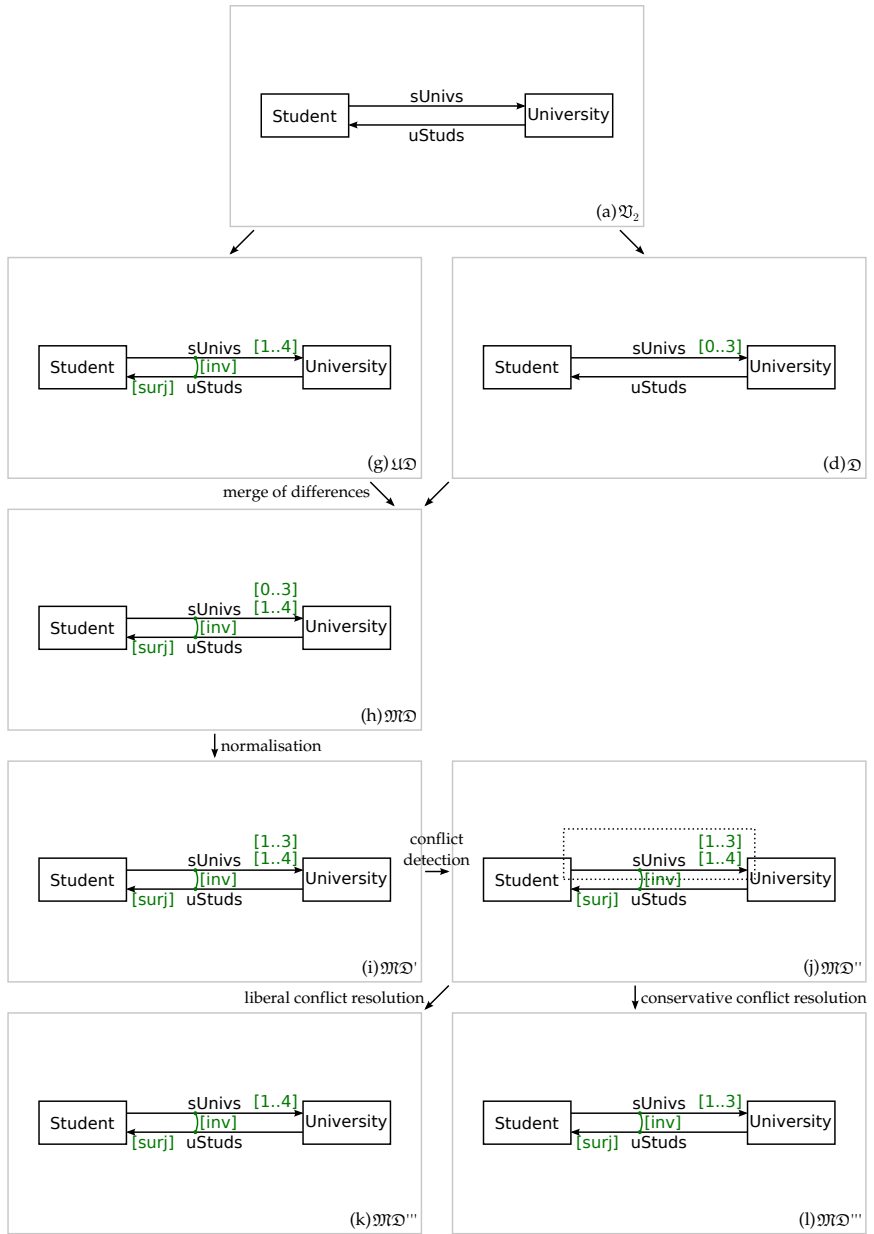 sUnivs
Student
University
uStuds
(a) 𝔙₂
sUnivs [1..4]
Student
[inv]
University
[surj] uStuds
(g) 𝔘𝔇
sUnivs [0..3]
Student
University
uStuds
(d) 𝔇
merge of differences
[0..3]
sUnivs [1..4]
Student
[inv]
University
[surj] uStuds
(h) 𝔐𝔇
normalisation
[1..3]
sUnivs [1..4]
Student
[inv]
University
[surj] uStuds
(i) 𝔐𝔇'
conflict
detection
[1..3]
sUnivs [1..4]
Student
[inv]
University
[surj] uStuds
(j) 𝔐𝔇''
liberal conflict resolution
conservative conflict resolution
sUnivs [1..4]
Student
[inv]
University
[surj] uStuds
(k) 𝔐𝔇'''
sUnivs [1..3]
Student
[inv]
University
[surj] uStuds
(l) 𝔐𝔇'''